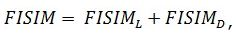 FISIM = FISIM_L + FISIM_D ,